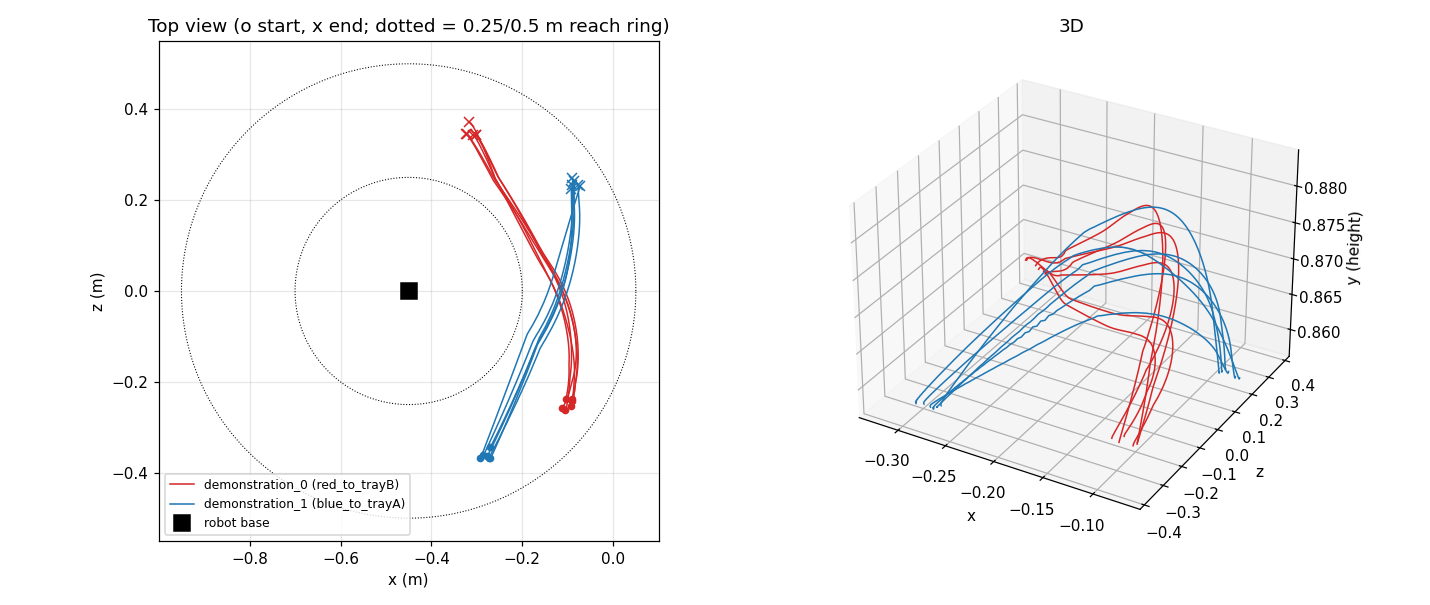 Top view (o start, x end; dotted = 0.25/0.5 m reach ring)
0.4
0.2
0.0
−0.2
−0.4
z (m)
−0.8
−0.6
−0.4
−0.2
0.0
x (m)
demonstration_0 (red_to_trayB)
demonstration_1 (blue_to_trayA)
robot base
3D
0.880
0.875
0.870
0.865
0.860
y (height)
0.4
0.3
0.2
0.1
0.0
−0.1
−0.2
−0.3
−0.4
z
−0.30
−0.25
−0.20
−0.15
−0.10
x